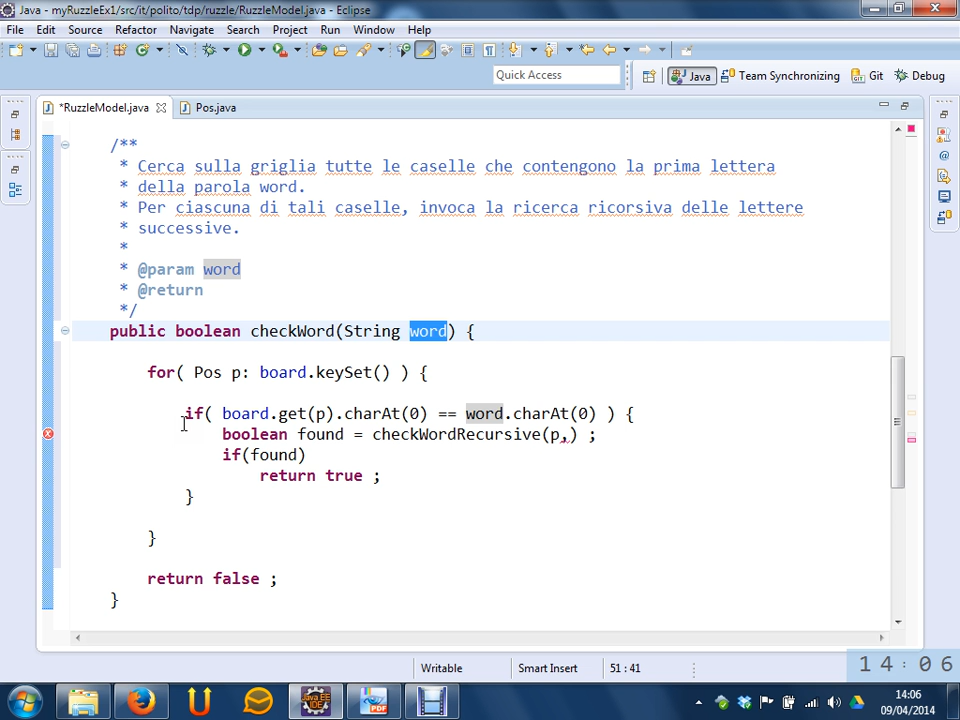 Java - myRuzzleEx1/src/it/polito/tdp/ruzzle/RuzzleModel.java - Eclipse
File Edit Source Refactor Navigate Search Project Run Window Help
Quick Access
Java Team Synchronizing Git Debug
*RuzzleModel.java Pos.java
/**
* Cerca sulla griglia tutte le caselle che contengono la prima lettera
* della parola word.
* Per ciascuna di tali caselle, invoca la ricerca ricorsiva delle lettere
* successive.
*
* @param word
* @return
*/
public boolean checkWord(String word) {
for( Pos p: board.keySet() ) {
if( board.get(p).charAt(0) == word.charAt(0) ) {
boolean found = checkWordRecursive(p,) ;
if(found)
return true ;
}
}
return false ;
}
Writable Smart Insert 51 : 41
14:06
JAVA EE
IDE
PDF
14:06
09/04/2014